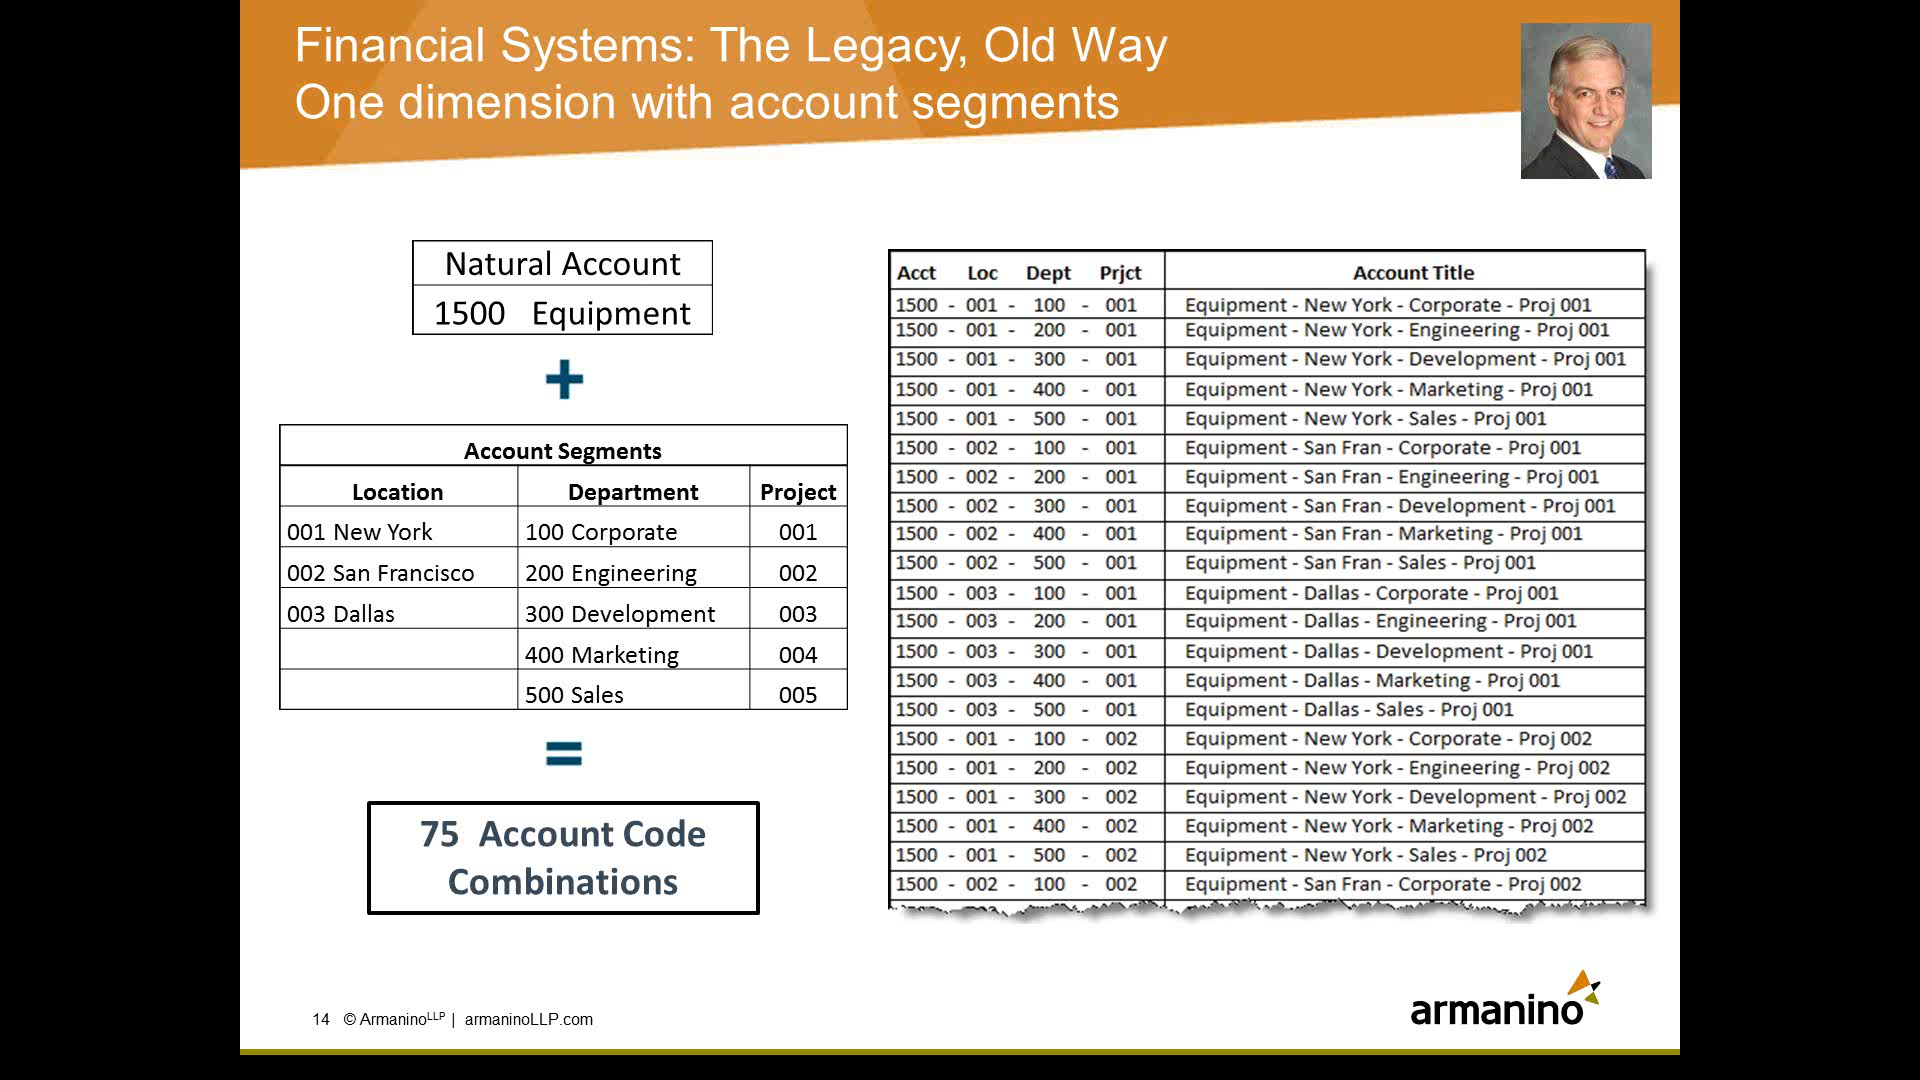 Financial Systems: The Legacy, Old Way
One dimension with account segments
Natural Account
1500 Equipment
+
Account Segments
Location Department Project
001 New York 100 Corporate 001
002 San Francisco 200 Engineering 002
003 Dallas 300 Development 003
400 Marketing 004
500 Sales 005
=
75 Account Code
Combinations
Acct Loc Dept Prjct Account Title
1500 - 001 - 100 - 001 Equipment - New York - Corporate - Proj 001
1500 - 001 - 200 - 001 Equipment - New York - Engineering - Proj 001
1500 - 001 - 300 - 001 Equipment - New York - Development - Proj 001
1500 - 001 - 400 - 001 Equipment - New York - Marketing - Proj 001
1500 - 001 - 500 - 001 Equipment - New York - Sales - Proj 001
1500 - 002 - 100 - 001 Equipment - San Fran - Corporate - Proj 001
1500 - 002 - 200 - 001 Equipment - San Fran - Engineering - Proj 001
1500 - 002 - 300 - 001 Equipment - San Fran - Development - Proj 001
1500 - 002 - 400 - 001 Equipment - San Fran - Marketing - Proj 001
1500 - 002 - 500 - 001 Equipment - San Fran - Sales - Proj 001
1500 - 003 - 100 - 001 Equipment - Dallas - Corporate - Proj 001
1500 - 003 - 200 - 001 Equipment - Dallas - Engineering - Proj 001
1500 - 003 - 300 - 001 Equipment - Dallas - Development - Proj 001
1500 - 003 - 400 - 001 Equipment - Dallas - Marketing - Proj 001
1500 - 003 - 500 - 001 Equipment - Dallas - Sales - Proj 001
1500 - 001 - 100 - 002 Equipment - New York - Corporate - Proj 002
1500 - 001 - 200 - 002 Equipment - New York - Engineering - Proj 002
1500 - 001 - 300 - 002 Equipment - New York - Development - Proj 002
1500 - 001 - 400 - 002 Equipment - New York - Marketing - Proj 002
1500 - 001 - 500 - 002 Equipment - New York - Sales - Proj 002
1500 - 002 - 100 - 002 Equipment - San Fran - Corporate - Proj 002
14 © ArmaninoLLP | armaninoLLP.com
armanino